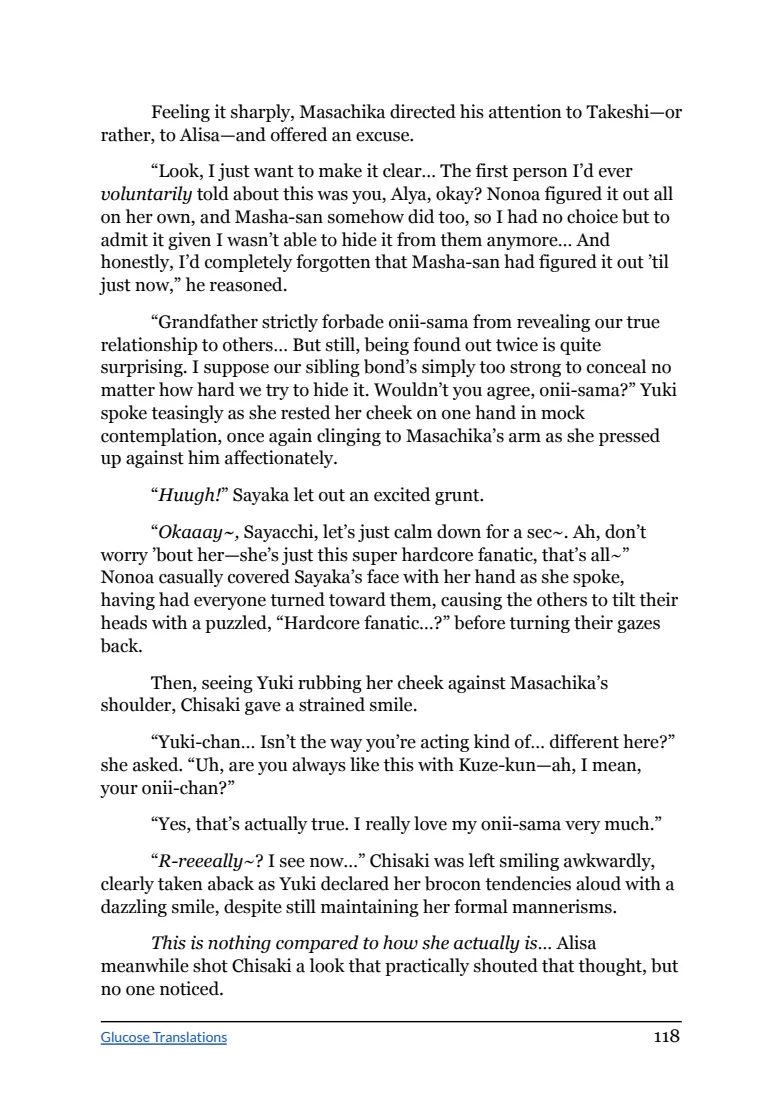 Feeling it sharply, Masachika directed his attention to Takeshi—or
rather, to Alisa—and offered an excuse.
“Look, I just want to make it clear... The first person I’d ever
voluntarily told about this was you, Alya, okay? Nonoa figured it out all
on her own, and Masha-san somehow did too, so I had no choice but to
admit it given I wasn’t able to hide it from them anymore... And
honestly, I’d completely forgotten that Masha-san had figured it out ’til
just now,” he reasoned.
“Grandfather strictly forbade onii-sama from revealing our true
relationship to others... But still, being found out twice is quite
surprising. I suppose our sibling bond’s simply too strong to conceal no
matter how hard we try to hide it. Wouldn’t you agree, onii-sama?” Yuki
spoke teasingly as she rested her cheek on one hand in mock
contemplation, once again clinging to Masachika’s arm as she pressed
up against him affectionately.
“Huugh!” Sayaka let out an excited grunt.
“Okaaay~, Sayacchi, let’s just calm down for a sec~. Ah, don’t
worry ’bout her—she’s just this super hardcore fanatic, that’s all~”
Nonoa casually covered Sayaka’s face with her hand as she spoke,
having had everyone turned toward them, causing the others to tilt their
heads with a puzzled, “Hardcore fanatic...?” before turning their gazes
back.
Then, seeing Yuki rubbing her cheek against Masachika’s
shoulder, Chisaki gave a strained smile.
“Yuki-chan... Isn’t the way you’re acting kind of... different here?”
she asked. “Uh, are you always like this with Kuze-kun—ah, I mean,
your onii-chan?”
“Yes, that’s actually true. I really love my onii-sama very much.”
“R-reeeally~? I see now...” Chisaki was left smiling awkwardly,
clearly taken aback as Yuki declared her brocon tendencies aloud with a
dazzling smile, despite still maintaining her formal mannerisms.
This is nothing compared to how she actually is... Alisa
meanwhile shot Chisaki a look that practically shouted that thought, but
no one noticed.
Glucose Translations
118